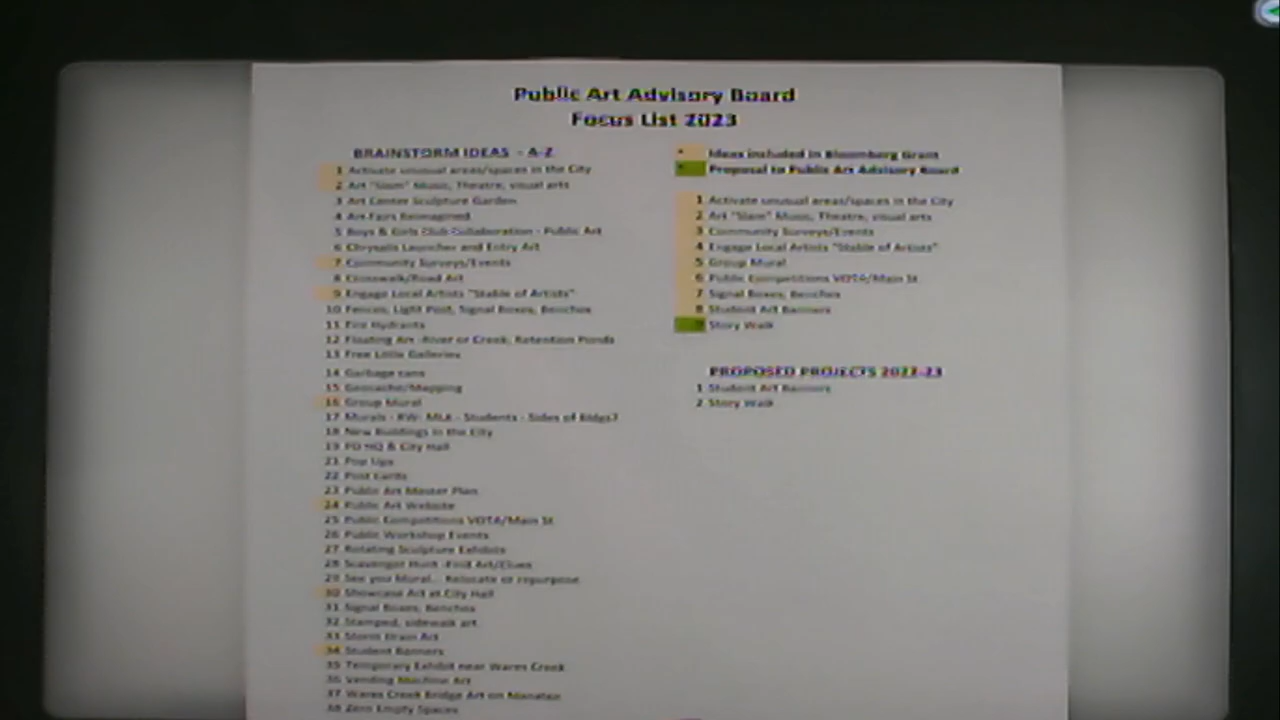 Public Art Advisory Board
Focus List 2023
BRAINSTORM IDEAS - A-Z
1 Activate unusual areas/spaces in the City
2 Art "Slam" Music, Theatre, visual arts
3 Art Center Sculpture Garden
4 Art Fairs Reimagined
5 Boys & Girls Club Collaboration - Public Art
6 Chrysalis Launcher and Entry Art
7 Community Surveys/Events
8 Crosswalk/Road Art
9 Engage Local Artists "Stable of Artists"
10 Fences, Light Post, Signal Boxes, Benches
11 Fire Hydrants
12 Floating Art -River or Creek, Retention Ponds
13 Free Little Galleries
14 Garbage cans
15 Geocache/Mapping
16 Group Mural
17 Murals - RW- MLK - Students - Sides of Bldgs?
18 New Buildings in the City
19 PD HQ & City Hall
21 Pop Ups
22 Post Cards
23 Public Art Master Plan
24 Public Art Website
25 Public Competitions VOTA/Main St
26 Public Workshop Events
27 Rotating Sculpture Exhibits
28 Scavenger Hunt -Find Art/Clues
29 See you Mural... Relocate or repurpose
30 Showcase Art at City Hall
31 Signal Boxes, Benches
32 Stamped, sidewalk art
33 Storm Drain Art
34 Student Banners
35 Temporary Exhibit near Wares Creek
36 Vending Machine Art
37 Wares Creek Bridge Art on Manatee
38 Zero Empty Spaces
* Ideas included in Bloomberg Grant
* Proposal to Public Art Advisory Board
1 Activate unusual areas/spaces in the City
2 Art "Slam" Music, Theatre, visual arts
3 Community Surveys/Events
4 Engage Local Artists "Stable of Artists"
5 Group Mural
6 Public Competitions VOTA/Main St
7 Signal Boxes, Benches
8 Student Art Banners
9 Story Walk
PROPOSED PROJECTS 2022-23
1 Student Art Banners
2 Story Walk